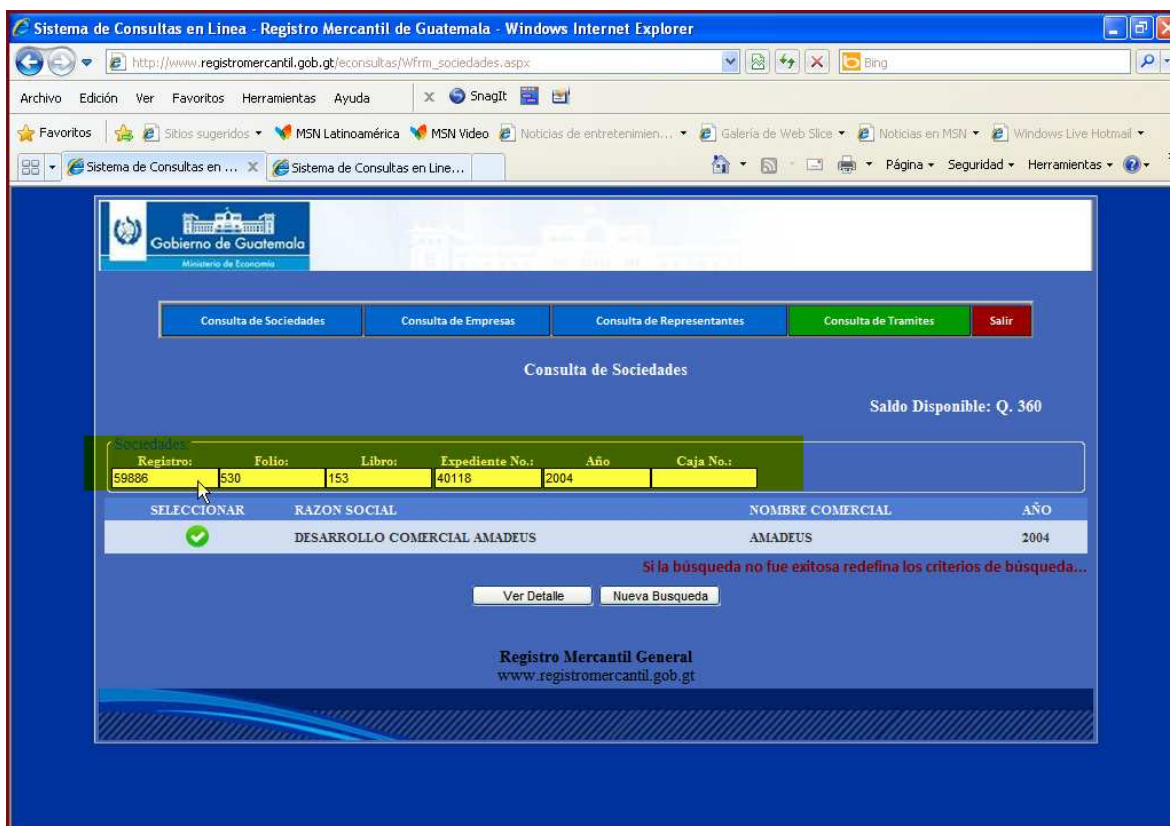 Sistema de Consultas en Linea - Registro Mercantil de Guatemala - Windows Internet Explorer
http://www.registromercantil.gob.gt/econsultas/Wfrm_sociedades.aspx Bing
Archivo Edición Ver Favoritos Herramientas Ayuda x SnagIt
Favoritos Sitios sugeridos MSN Latinoamérica MSN Video Noticias de entretenimien... Galería de Web Slice Noticias en MSN Windows Live Hotmail
Sistema de Consultas en ... X Sistema de Consultas en Line... Página Seguridad Herramientas
Gobierno de Guatemala
Ministerio de Economía
Consulta de Sociedades Consulta de Empresas Consulta de Representantes Consulta de Tramites Salir
Consulta de Sociedades
Saldo Disponible: Q. 360
Sociedades:
Registro: Folio: Libro: Expediente No.: Año Caja No.:
59886 530 153 40118 2004
SELECCIONAR RAZON SOCIAL NOMBRE COMERCIAL AÑO
DESARROLLO COMERCIAL AMADEUS AMADEUS 2004
Si la búsqueda no fue exitosa redefina los criterios de búsqueda...
Ver Detalle Nueva Busqueda
Registro Mercantil General
www.registromercantil.gob.gt